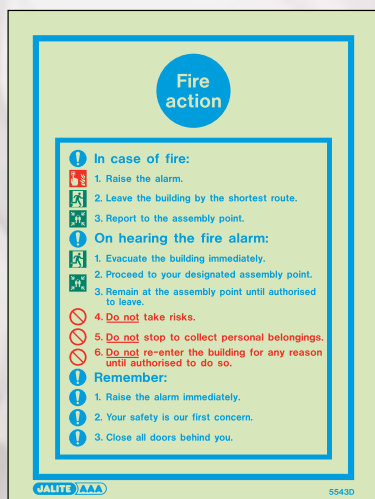 Fire
action
In case of fire:
1. Raise the alarm.
2. Leave the building by the shortest route.
3. Report to the assembly point.
On hearing the fire alarm:
1. Evacuate the building immediately.
2. Proceed to your designated assembly point.
3. Remain at the assembly point until authorised
to leave.
4. Do not take risks.
5. Do not stop to collect personal belongings.
6. Do not re-enter the building for any reason
until authorised to do so.
Remember:
1. Raise the alarm immediately.
2. Your safety is our first concern.
3. Close all doors behind you.
JALITE AAA
5543D